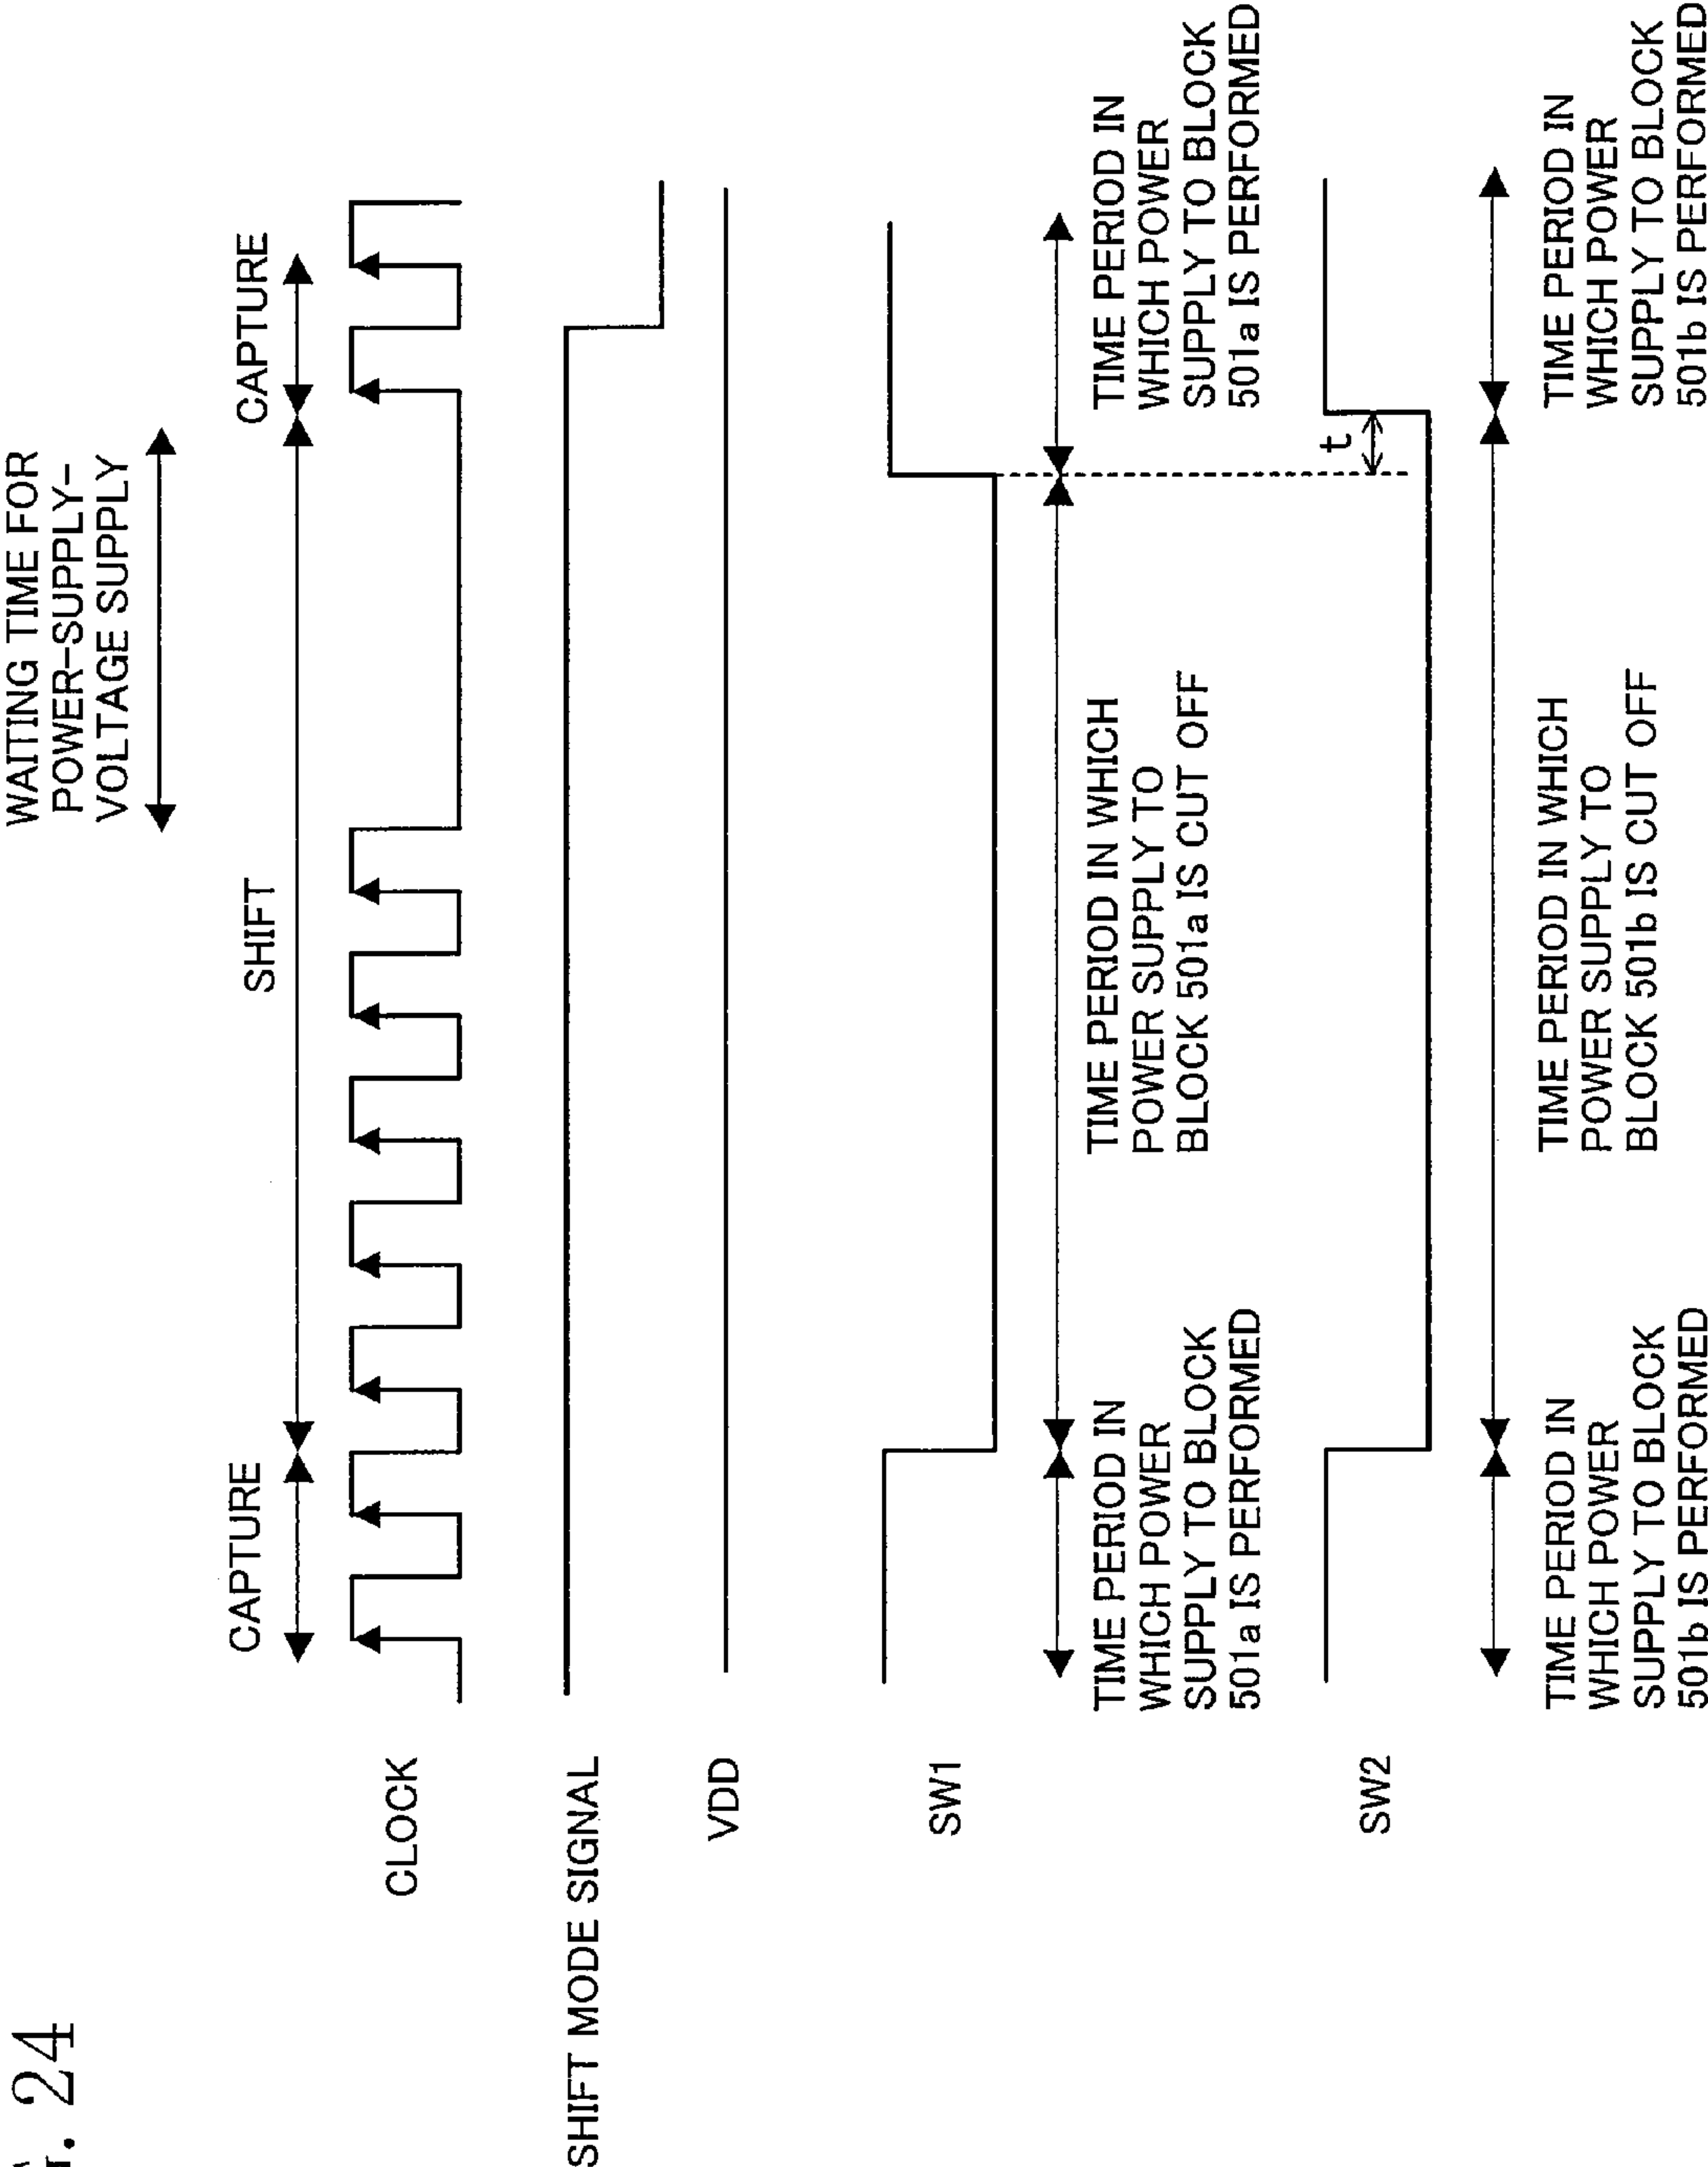 24
WAITING TIME FOR
POWER-SUPPLY-
VOLTAGE SUPPLY
CAPTURE
SHIFT
CAPTURE
CLOCK
SHIFT MODE SIGNAL
VDD
SW1
TIME PERIOD IN
WHICH POWER
SUPPLY TO BLOCK
501a IS PERFORMED
TIME PERIOD IN WHICH
POWER SUPPLY TO
BLOCK 501a IS CUT OFF
TIME PERIOD IN
WHICH POWER
SUPPLY TO BLOCK
501a IS PERFORMED
t
SW2
TIME PERIOD IN
WHICH POWER
SUPPLY TO BLOCK
501b IS PERFORMED
TIME PERIOD IN WHICH
POWER SUPPLY TO
BLOCK 501b IS CUT OFF
TIME PERIOD IN
WHICH POWER
SUPPLY TO BLOCK
501b IS PERFORMED